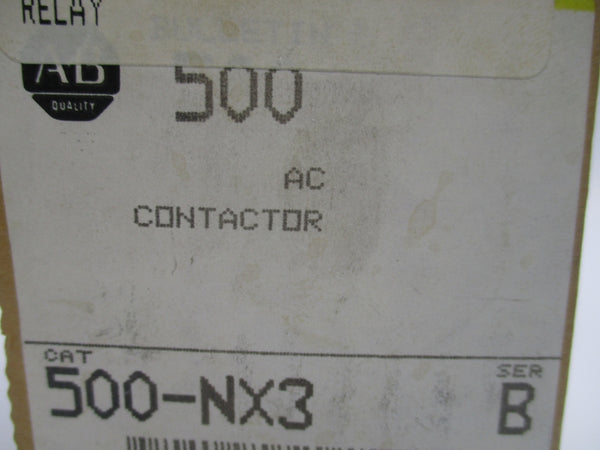 RELAY
AB
QUALITY
500
AC
CONTACTOR
CAT
SER
500-NX3
B